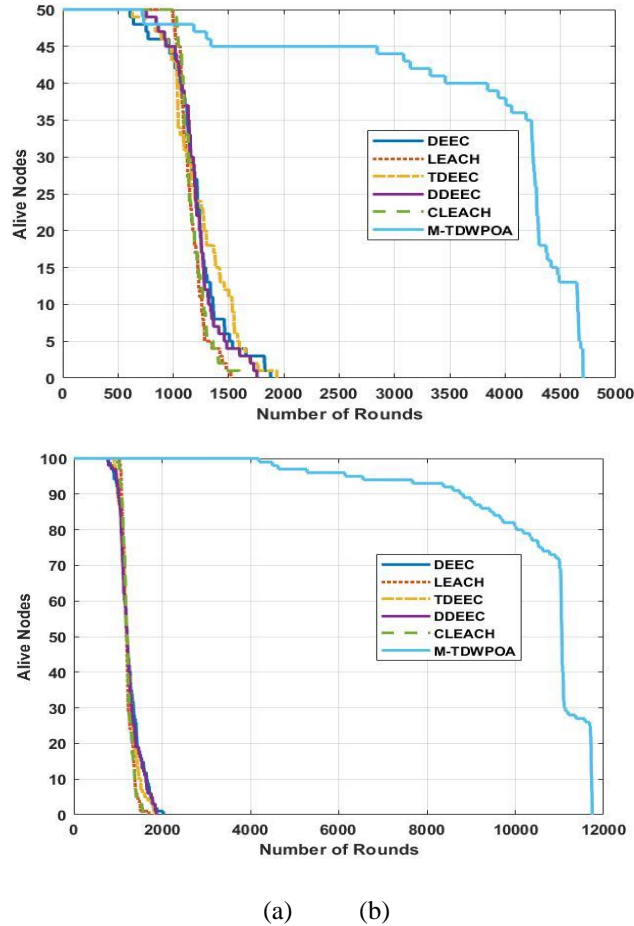 50
45
40
35
30
25
20
15
10
5
0
Alive Nodes
DEEC
LEACH
TDEEC
DDEEC
CLEACH
M-TDWPOA
0 500 1000 1500 2000 2500 3000 3500 4000 4500 5000
Number of Rounds
100
90
80
70
60
50
40
30
20
10
0
Alive Nodes
DEEC
LEACH
TDEEC
DDEEC
CLEACH
M-TDWPOA
0 2000 4000 6000 8000 10000 12000
Number of Rounds
(a) (b)